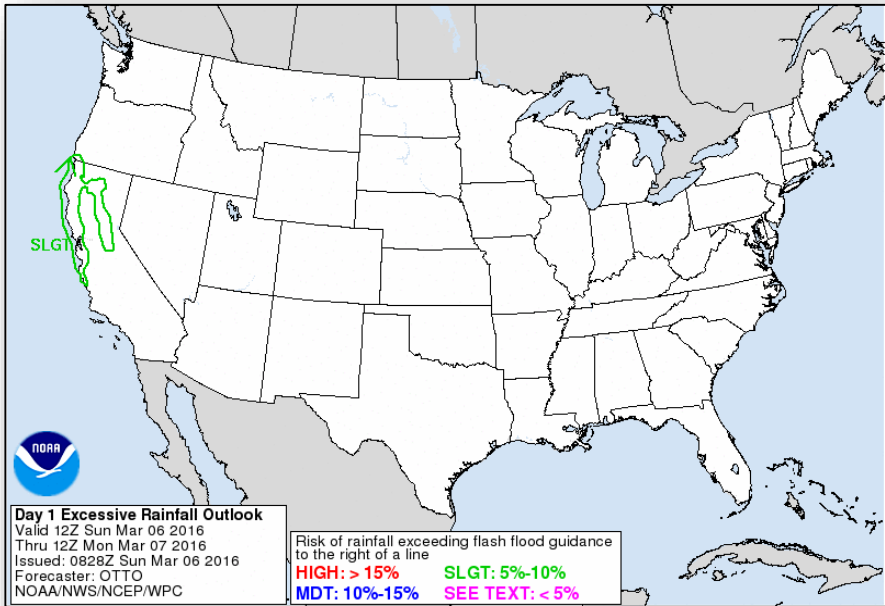 SLGT
NOAA
Day 1 Excessive Rainfall Outlook
Valid 12Z Sun Mar 06 2016
Thru 12Z Mon Mar 07 2016
Issued: 0828Z Sun Mar 06 2016
Forecaster: OTTO
NOAA/NWS/NCEP/WPC
Risk of rainfall exceeding flash flood guidance
to the right of a line
HIGH: > 15% SLGT: 5%-10%
MDT: 10%-15% SEE TEXT: < 5%